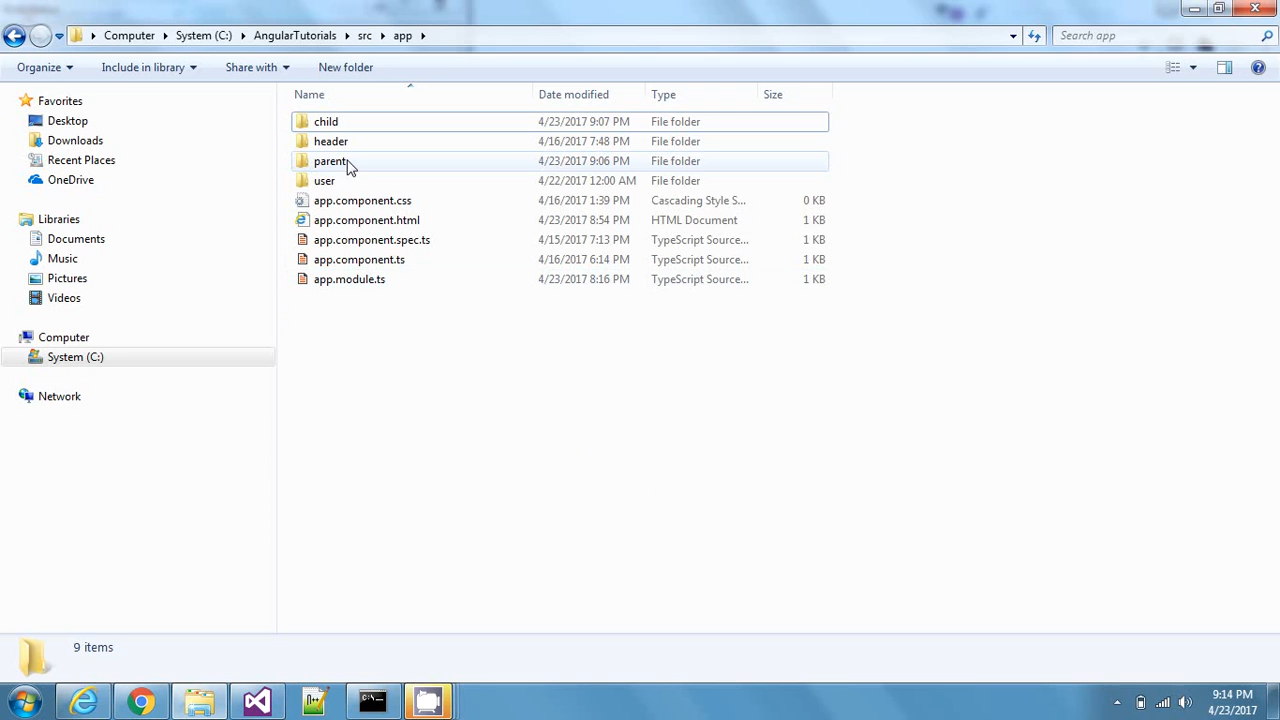 Computer System (C:) AngularTutorials src app Search app
Organize Include in library Share with New folder
Name Date modified Type Size
Favorites
Desktop
Downloads
Recent Places
OneDrive
Libraries
Documents
Music
Pictures
Videos
Computer
System (C:)
Network
child 4/23/2017 9:07 PM File folder
header 4/16/2017 7:48 PM File folder
parent 4/23/2017 9:06 PM File folder
user 4/22/2017 12:00 AM File folder
app.component.css 4/16/2017 1:39 PM Cascading Style S... 0 KB
app.component.html 4/23/2017 8:54 PM HTML Document 1 KB
app.component.spec.ts 4/15/2017 7:13 PM TypeScript Source... 1 KB
app.component.ts 4/16/2017 6:14 PM TypeScript Source... 1 KB
app.module.ts 4/23/2017 8:16 PM TypeScript Source... 1 KB
9 items
9:14 PM
4/23/2017